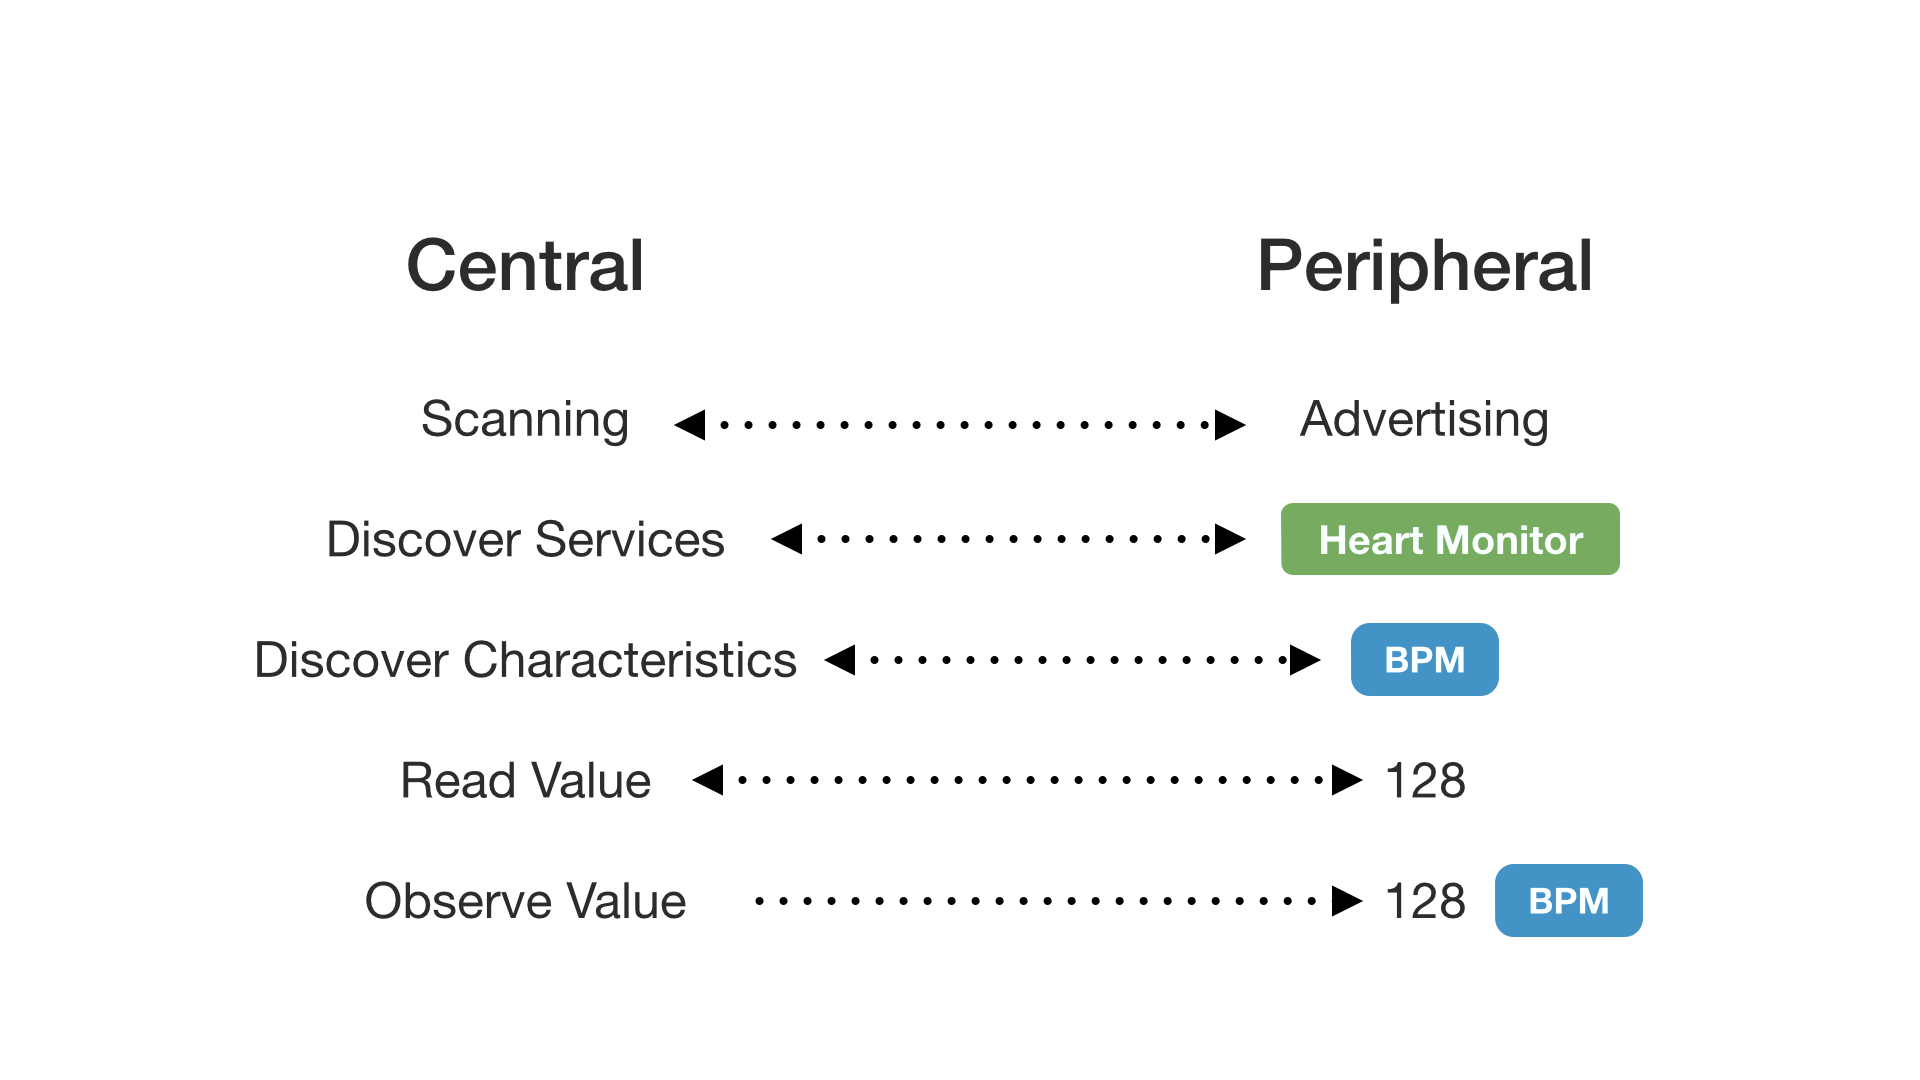 Central Peripheral
Scanning Advertising
Discover Services Heart Monitor
Discover Characteristics BPM
Read Value 128
Observe Value 128 BPM